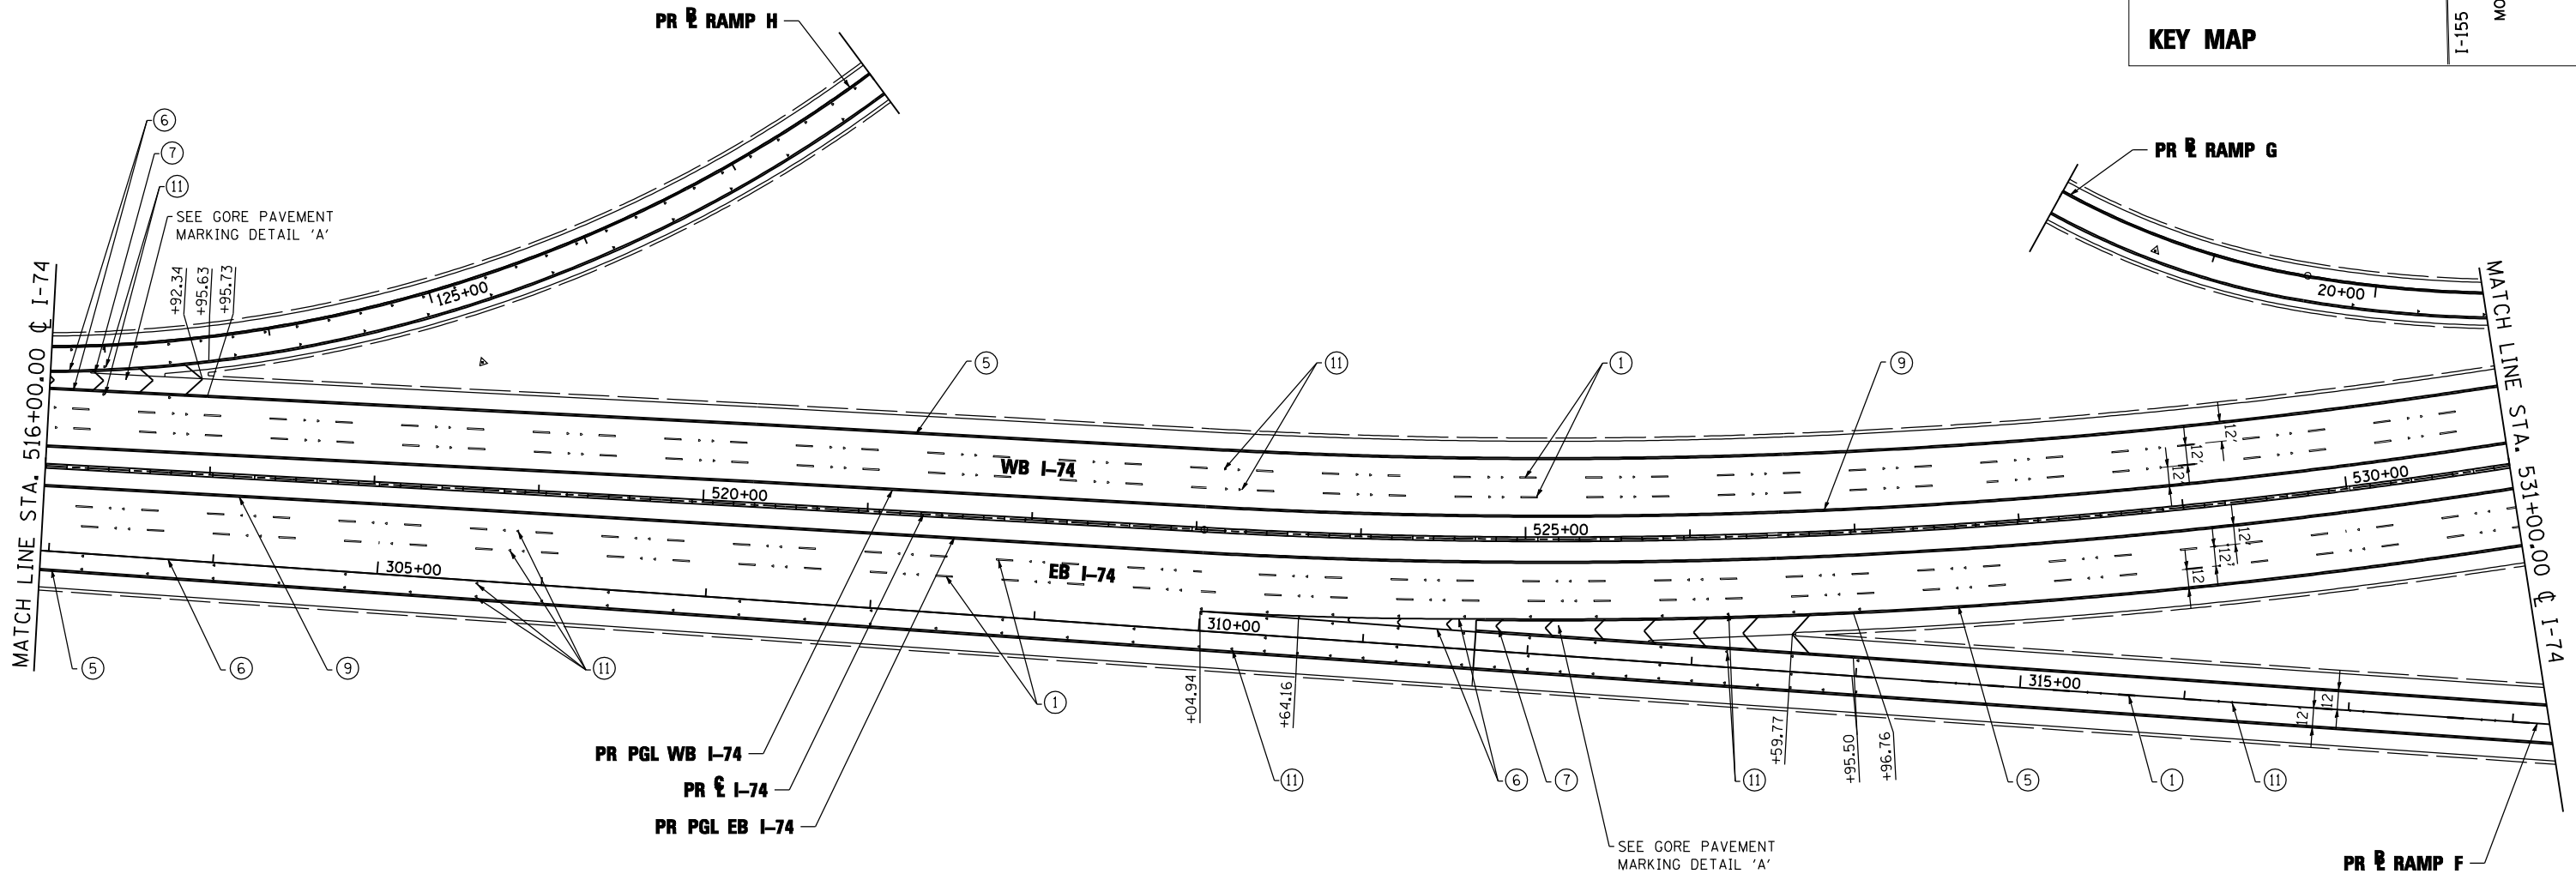 PR ℞ RAMP H
KEY MAP
I-155
MO
PR ℞ RAMP G
6
7
11
SEE GORE PAVEMENT
MARKING DETAIL 'A'
+92.34
+95.63
+95.73
125+00
20+00
MATCH LINE STA. 516+00.00 ℄ I-74
MATCH LINE STA. 531+00.00 ℄ I-74
5
11
1
9
WB I-74
12'
12'
12'
520+00
525+00
530+00
305+00
EB I-74
12'
12'
12'
310+00
315+00
12'
12'
5
6
9
11
1
+04.94
+64.16
+59.77
+95.50
+96.76
11
6
7
11
5
1
11
PR PGL WB I-74
PR ℄ I-74
PR PGL EB I-74
SEE GORE PAVEMENT
MARKING DETAIL 'A'
PR ℞ RAMP F